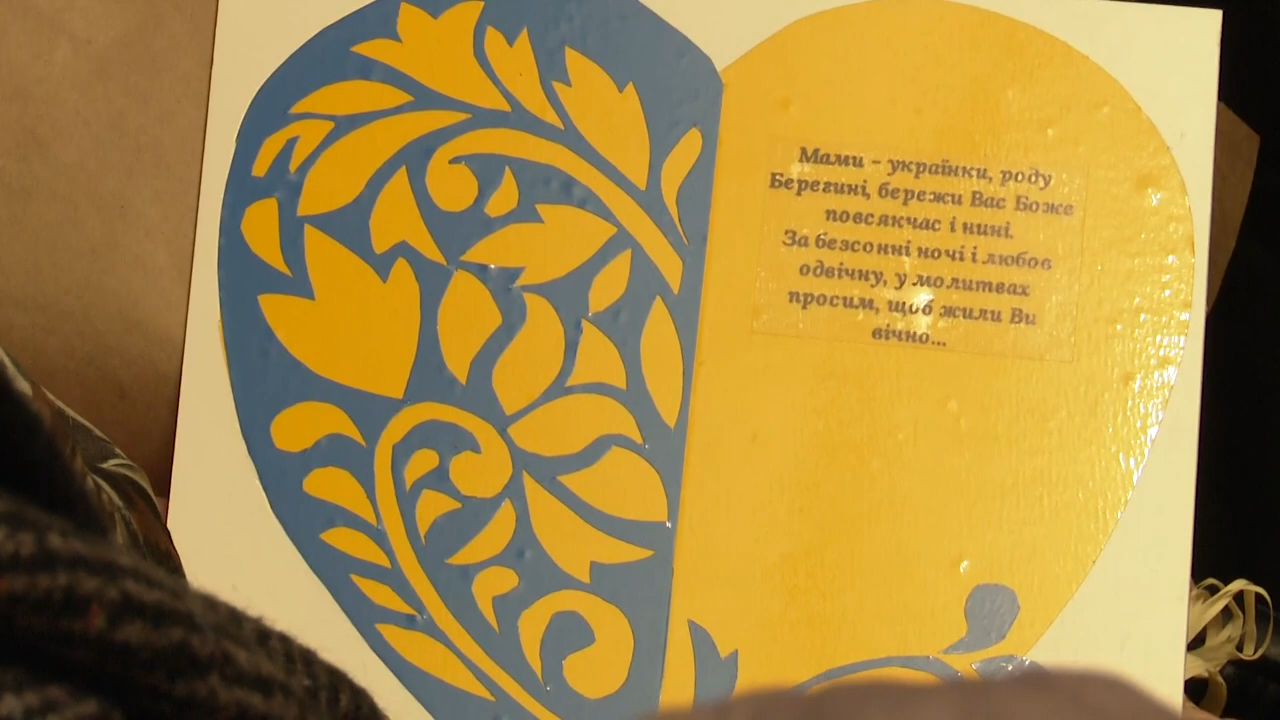 Мами - українки, роду
Берегині, бережи Вас Боже
повсякчас і нині.
За безсонні ночі і любов
одвічну, у молитвах
просим, щоб жили Ви
вічно...